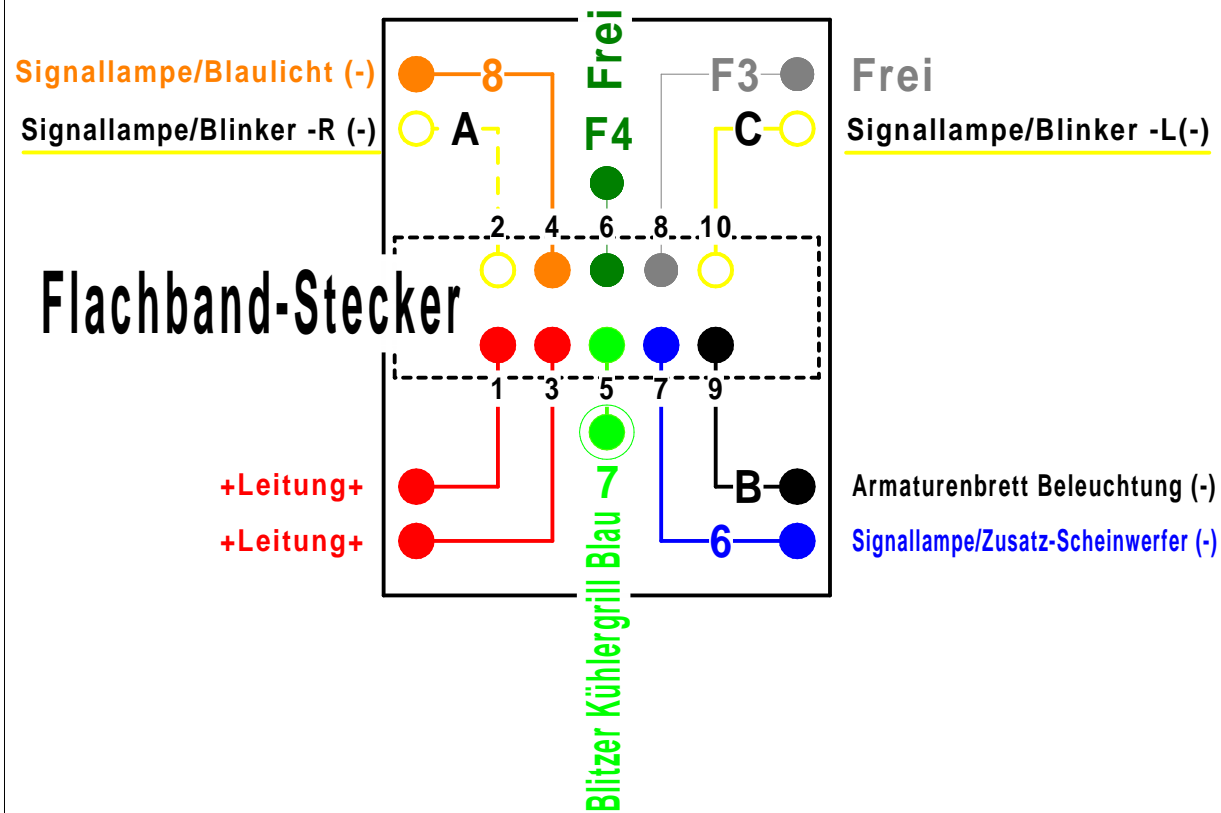 Frei
Signallampe/Blaulicht (-)
8
F3
Frei
Signallampe/Blinker -R (-)
A
F4
C
Signallampe/Blinker -L(-)
2
4
6
8
10
Flachband-Stecker
1
3
5
7
9
+Leitung+
7
B
Armaturenbrett Beleuchtung (-)
+Leitung+
6
Signallampe/Zusatz-Scheinwerfer (-)
Blitzer Kühlergrill Blau